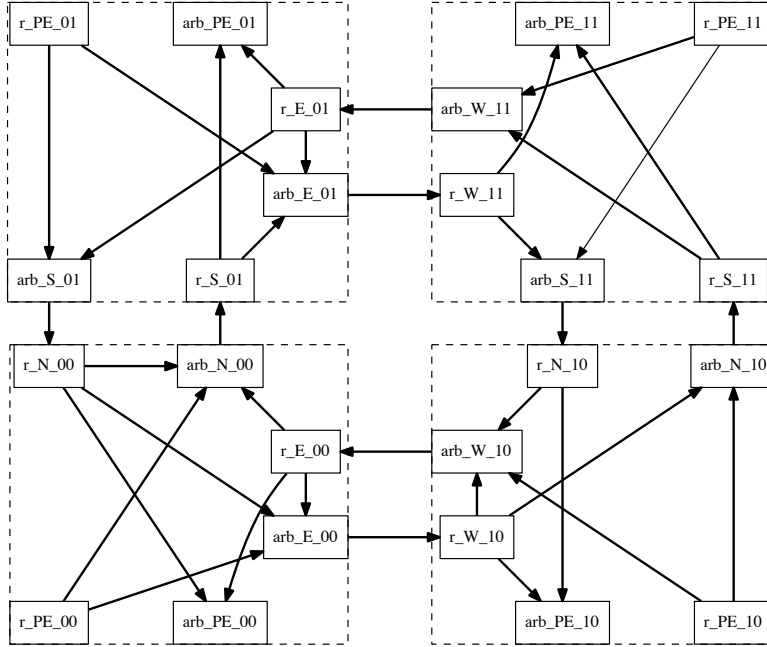 r_PE_01
arb_PE_01
arb_PE_11
r_PE_11
r_E_01
arb_W_11
arb_E_01
r_W_11
arb_S_01
r_S_01
arb_S_11
r_S_11
r_N_00
arb_N_00
r_N_10
arb_N_10
r_E_00
arb_W_10
arb_E_00
r_W_10
r_PE_00
arb_PE_00
arb_PE_10
r_PE_10